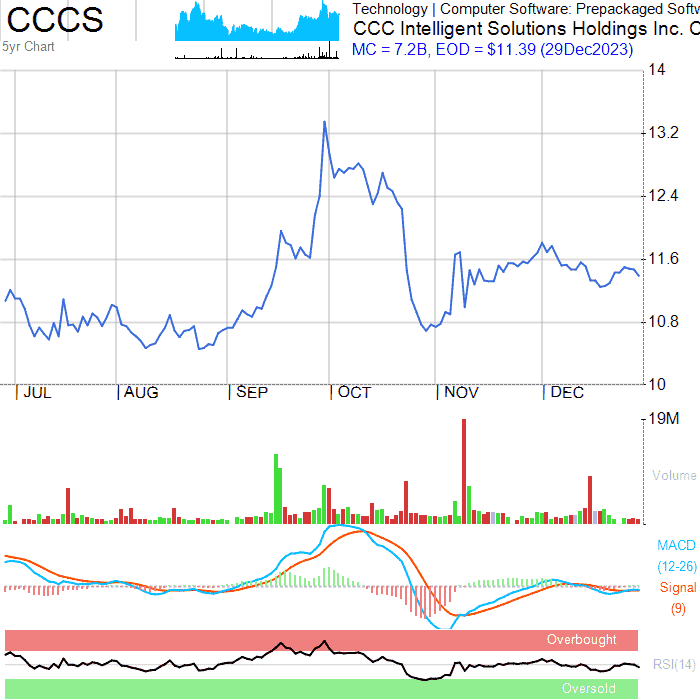 CCCS
5yr Chart
Technology | Computer Software: Prepackaged Softw
CCC Intelligent Solutions Holdings Inc. C
MC = 7.2B, EOD = $11.39 (29Dec2023)
14
13.2
12.4
11.6
10.8
10
|JUL |AUG |SEP |OCT |NOV |DEC
19M
Volume
MACD
(12-26)
Signal
(9)
Overbought
RSI(14)
Oversold